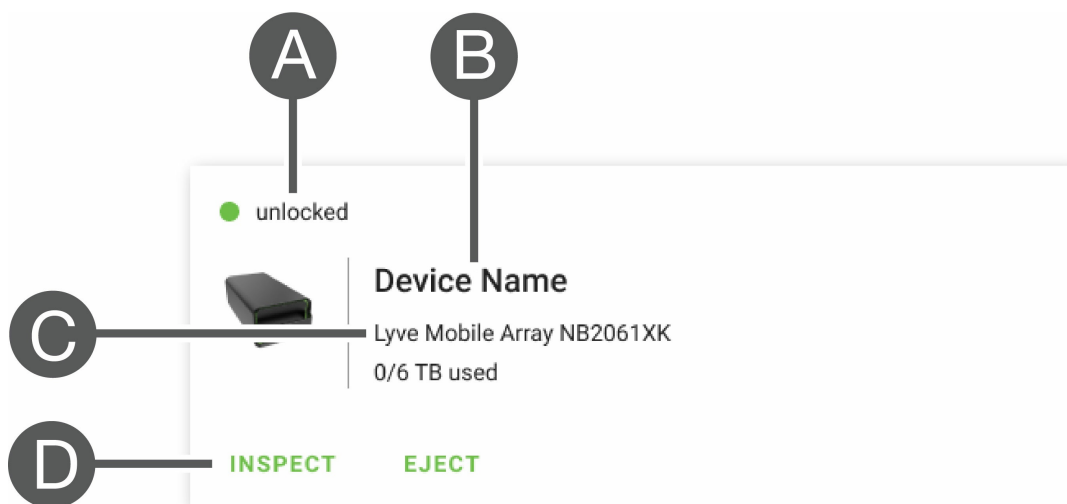 A
B
unlocked
Device Name
C
Lyve Mobile Array NB2061XK
0/6 TB used
D
INSPECT
EJECT